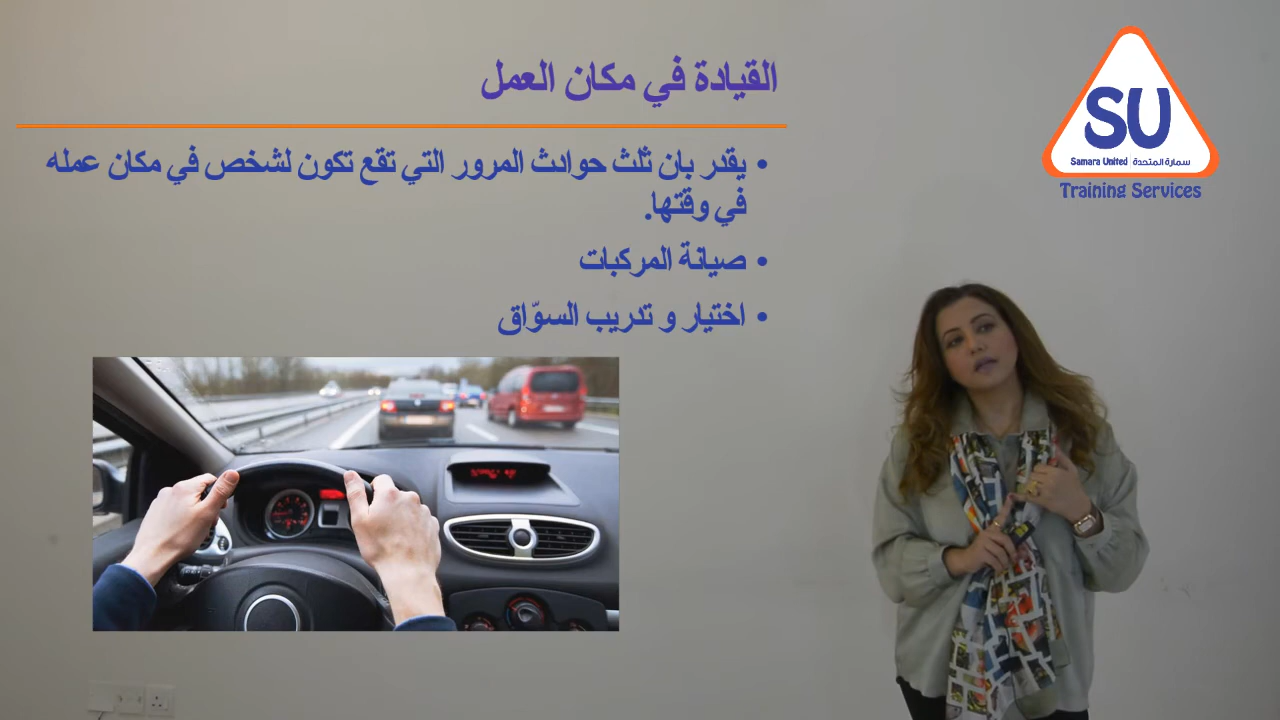 القيادة في مكان العمل
• يقدر بان ثلث حوادث المرور التي تقع تكون لشخص في مكان عمله
في وقتها.
• صيانة المركبات
• اختيار و تدريب السوّاق
SU
Samara United سمارة المتحدة
Training Services